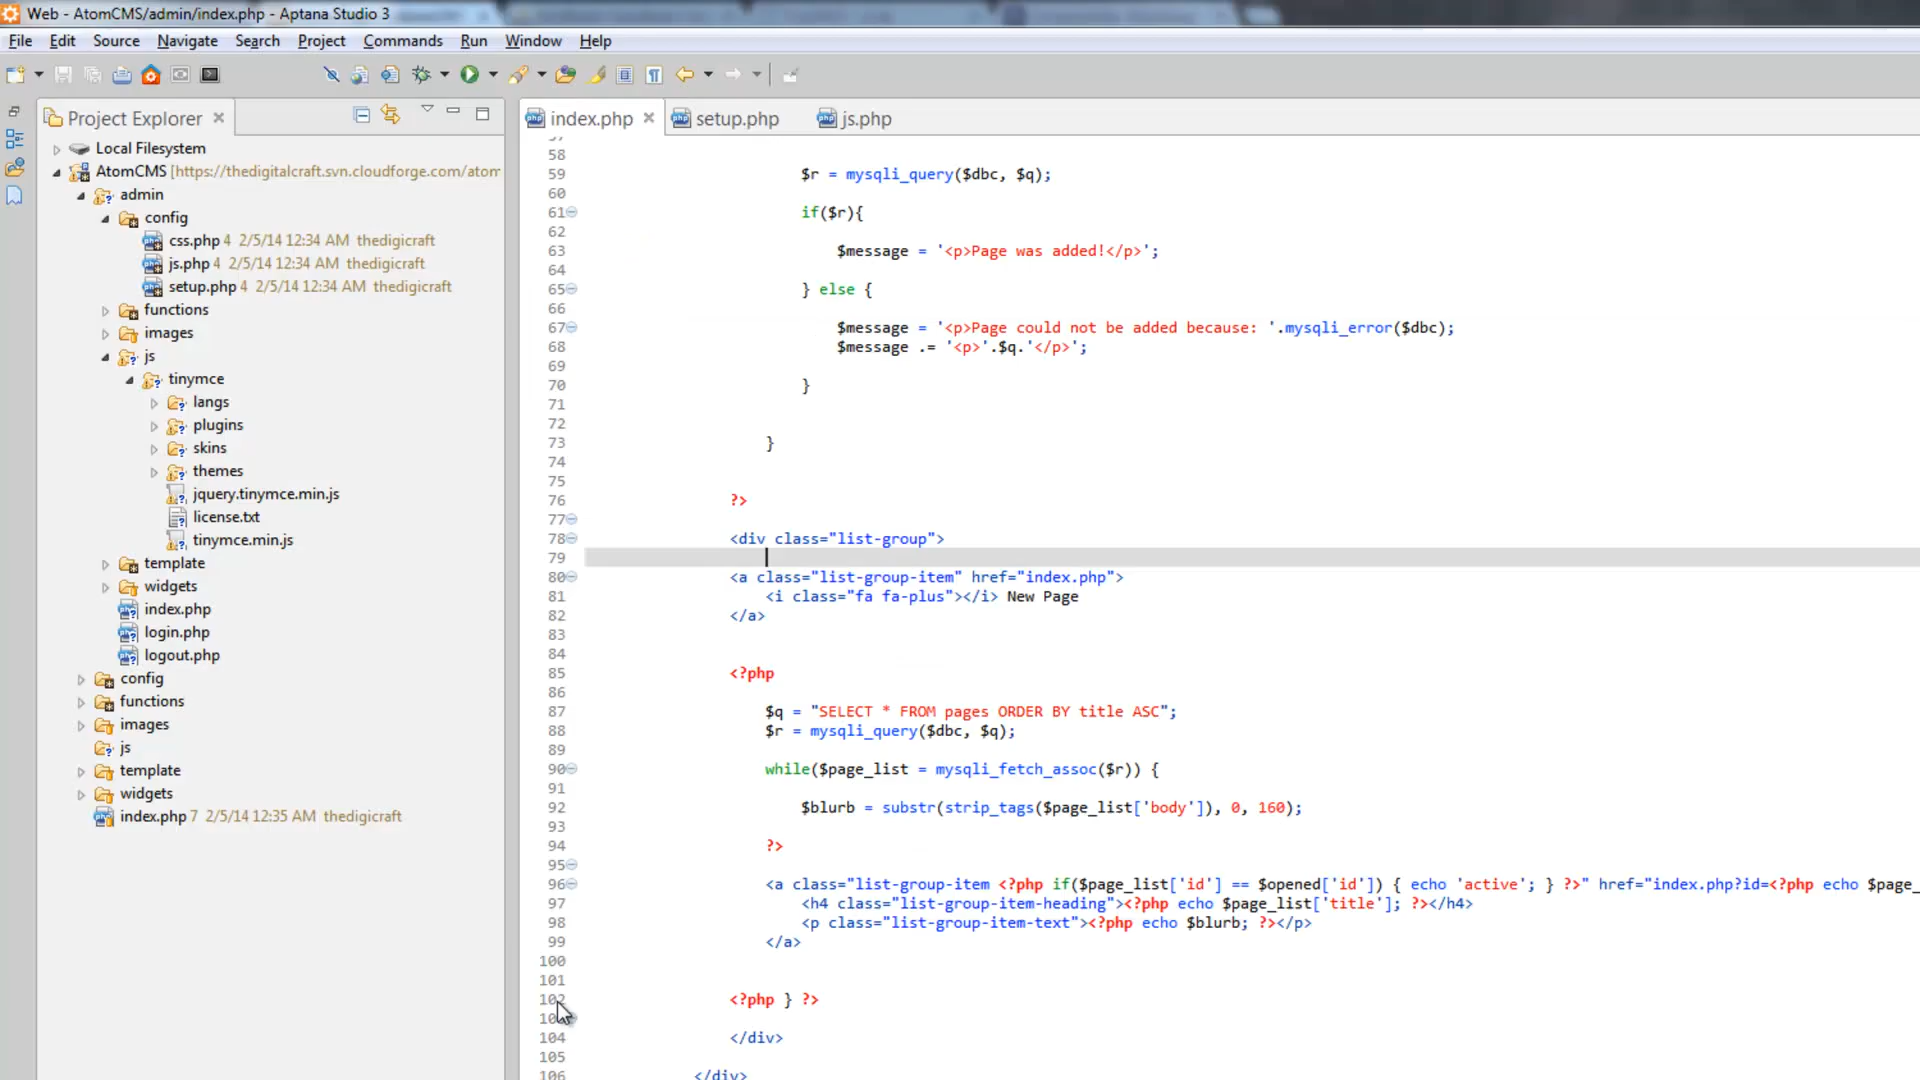 Web - AtomCMS/admin/index.php - Aptana Studio 3
File Edit Source Navigate Search Project Commands Run Window Help
Project Explorer
Local Filesystem
AtomCMS [https://thedigitalcraft.svn.cloudforge.com/atom
admin
config
css.php 4 2/5/14 12:34 AM thedigicraft
js.php 4 2/5/14 12:34 AM thedigicraft
setup.php 4 2/5/14 12:34 AM thedigicraft
functions
images
js
tinymce
langs
plugins
skins
themes
jquery.tinymce.min.js
license.txt
tinymce.min.js
template
widgets
index.php
login.php
logout.php
config
functions
images
js
template
widgets
index.php 7 2/5/14 12:35 AM thedigicraft
index.php setup.php js.php
58
59 $r = mysqli_query($dbc, $q);
60
61 if($r){
62
63 $message = '<p>Page was added!</p>';
64
65 } else {
66
67 $message = '<p>Page could not be added because: '.mysqli_error($dbc);
68 $message .= '<p>'.$q.'</p>';
69
70 }
71
72
73 }
74
75
76 ?>
77
78 <div class="list-group">
79
80 <a class="list-group-item" href="index.php">
81 <i class="fa fa-plus"></i> New Page
82 </a>
83
84
85 <?php
86
87 $q = "SELECT * FROM pages ORDER BY title ASC";
88 $r = mysqli_query($dbc, $q);
89
90 while($page_list = mysqli_fetch_assoc($r)) {
91
92 $blurb = substr(strip_tags($page_list['body']), 0, 160);
93
94 ?>
95
96 <a class="list-group-item <?php if($page_list['id'] == $opened['id']) { echo 'active'; } ?>" href="index.php?id=<?php echo $page_
97 <h4 class="list-group-item-heading"><?php echo $page_list['title']; ?></h4>
98 <p class="list-group-item-text"><?php echo $blurb; ?></p>
99 </a>
100
101
102 <?php } ?>
104 </div>
105
106 </div>